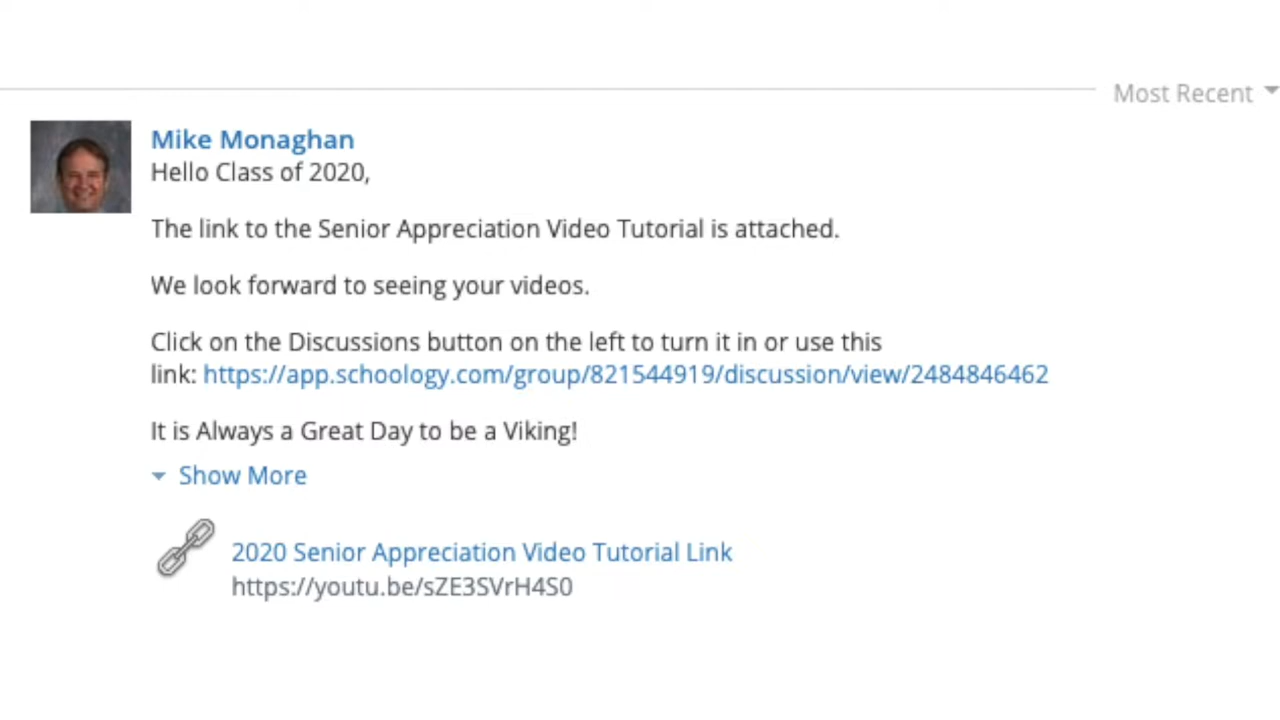 Most Recent
Mike Monaghan
Hello Class of 2020,
The link to the Senior Appreciation Video Tutorial is attached.
We look forward to seeing your videos.
Click on the Discussions button on the left to turn it in or use this
link: https://app.schoology.com/group/821544919/discussion/view/2484846462
It is Always a Great Day to be a Viking!
Show More
2020 Senior Appreciation Video Tutorial Link
https://youtu.be/sZE3SVrH4S0